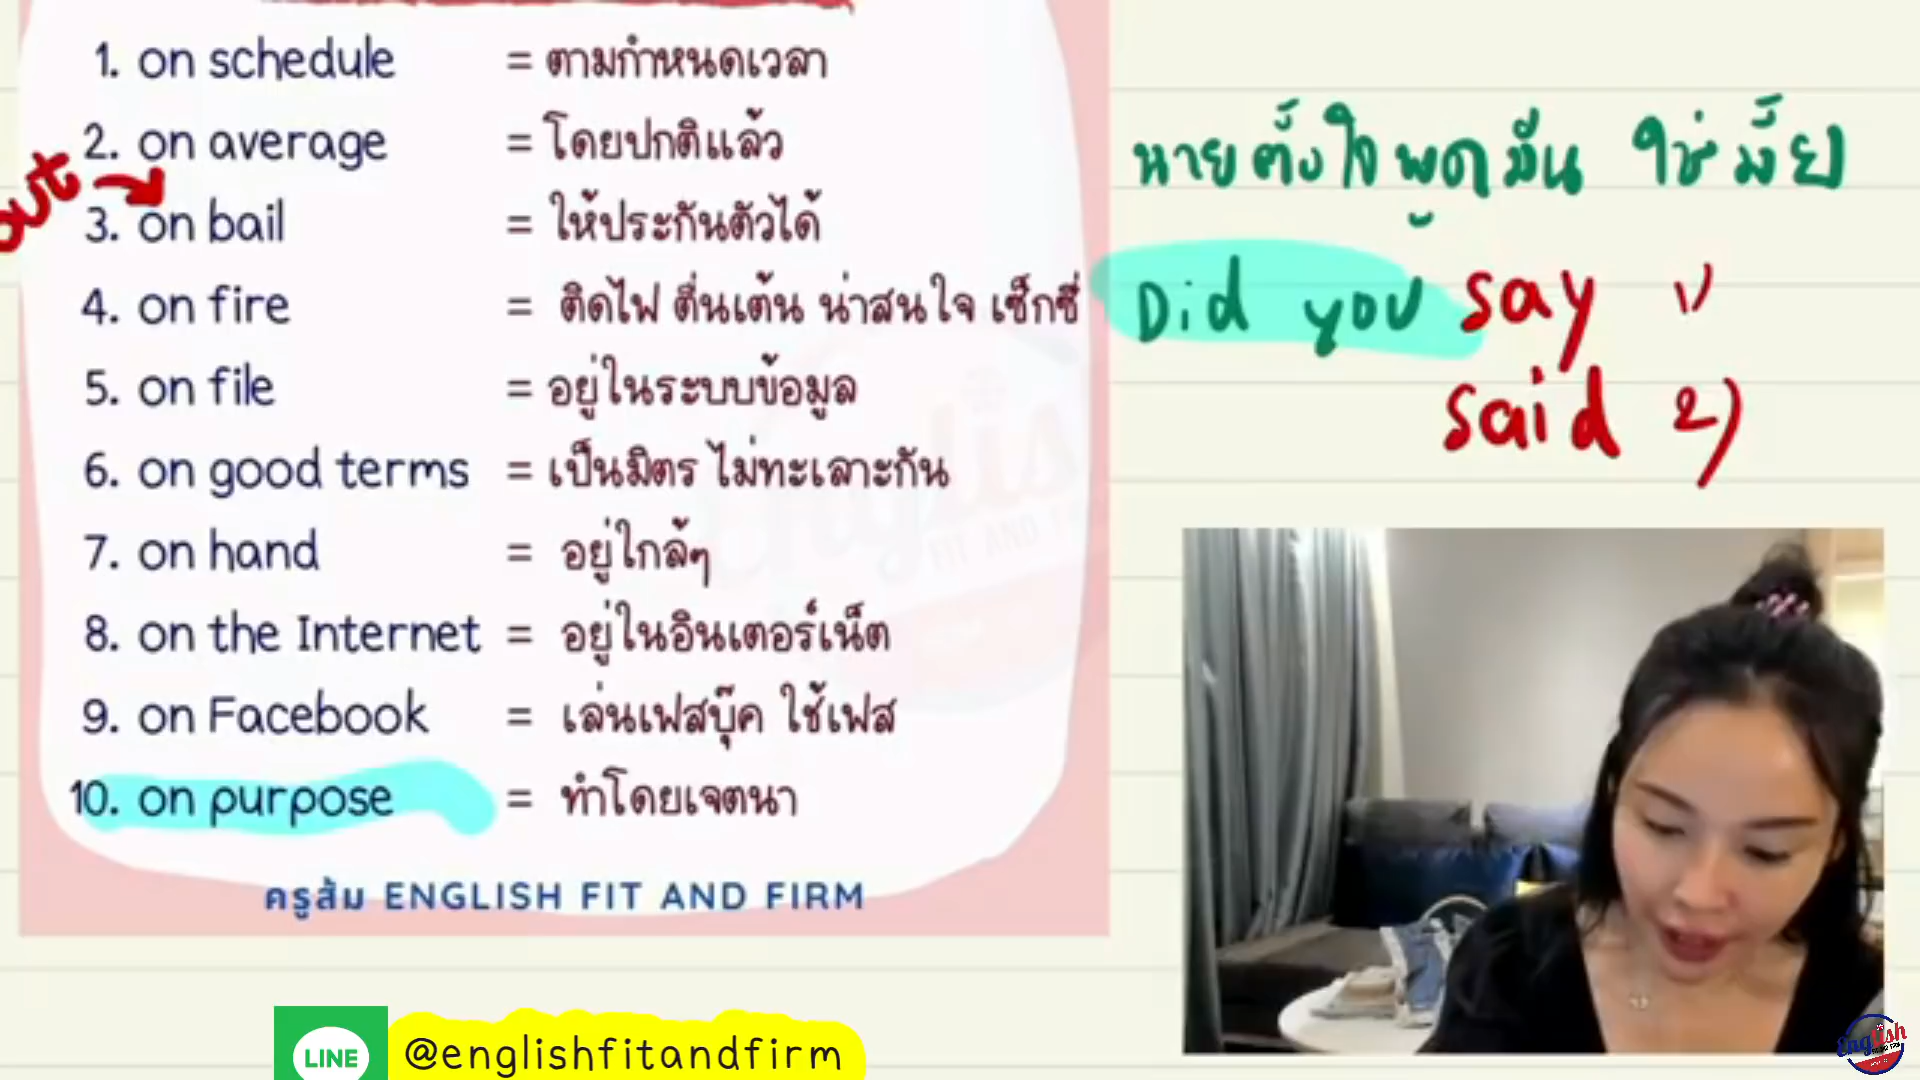 1. on schedule = ตามกำหนดเวลา
2. on average = โดยปกติแล้ว
out
3. on bail = ให้ประกันตัวได้
4. on fire = ติดไฟ ตื่นเต้น น่าสนใจ เซ็กซี่
5. on file = อยู่ในระบบข้อมูล
6. on good terms = เป็นมิตร ไม่ทะเลาะกัน
7. on hand = อยู่ใกล้ๆ
8. on the Internet = อยู่ในอินเตอร์เน็ต
9. on Facebook = เล่นเฟสบุ๊ค ใช้เฟส
10. on purpose = ทำโดยเจตนา
ครูส้ม ENGLISH FIT AND FIRM
LINE @englishfitandfirm
นายตั้งใจพูดมัน ใช่มั้ย
Did you say 1)
said 2)
English